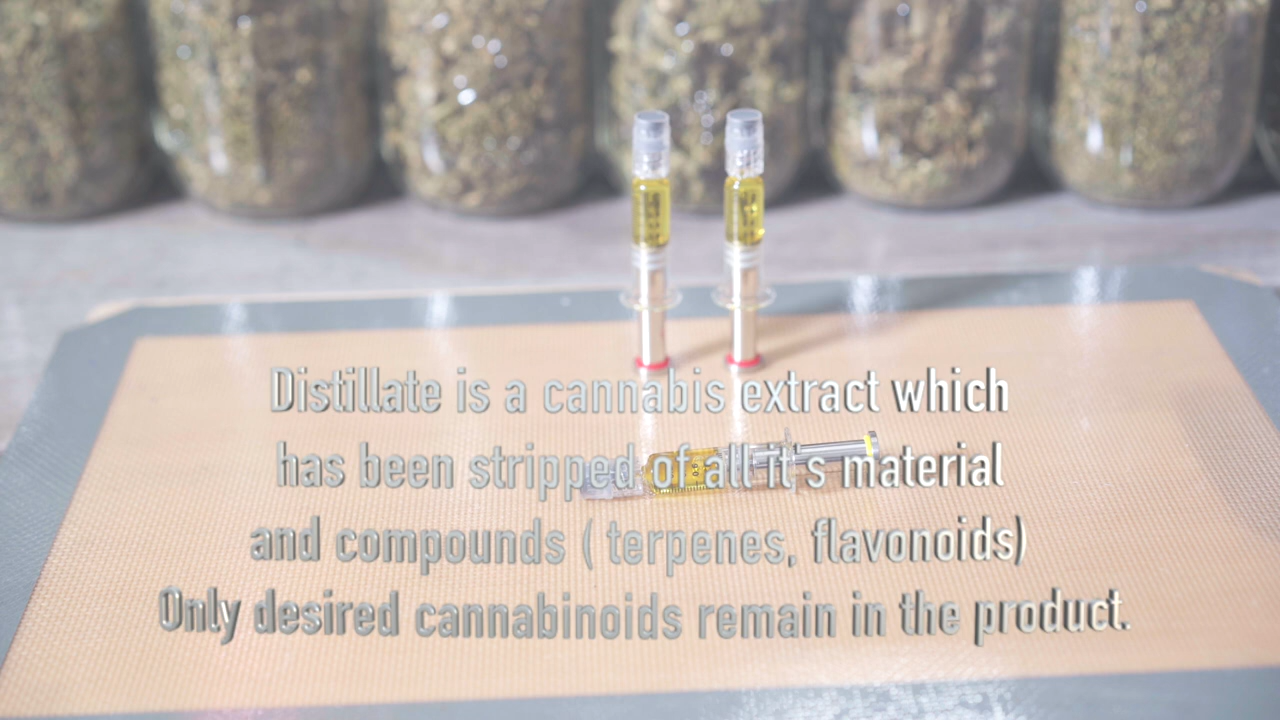 Distillate is a cannabis extract which
has been stripped of all it,s material
and compounds ( terpenes, flavonoids)
Only desired cannabinoids remain in the product.